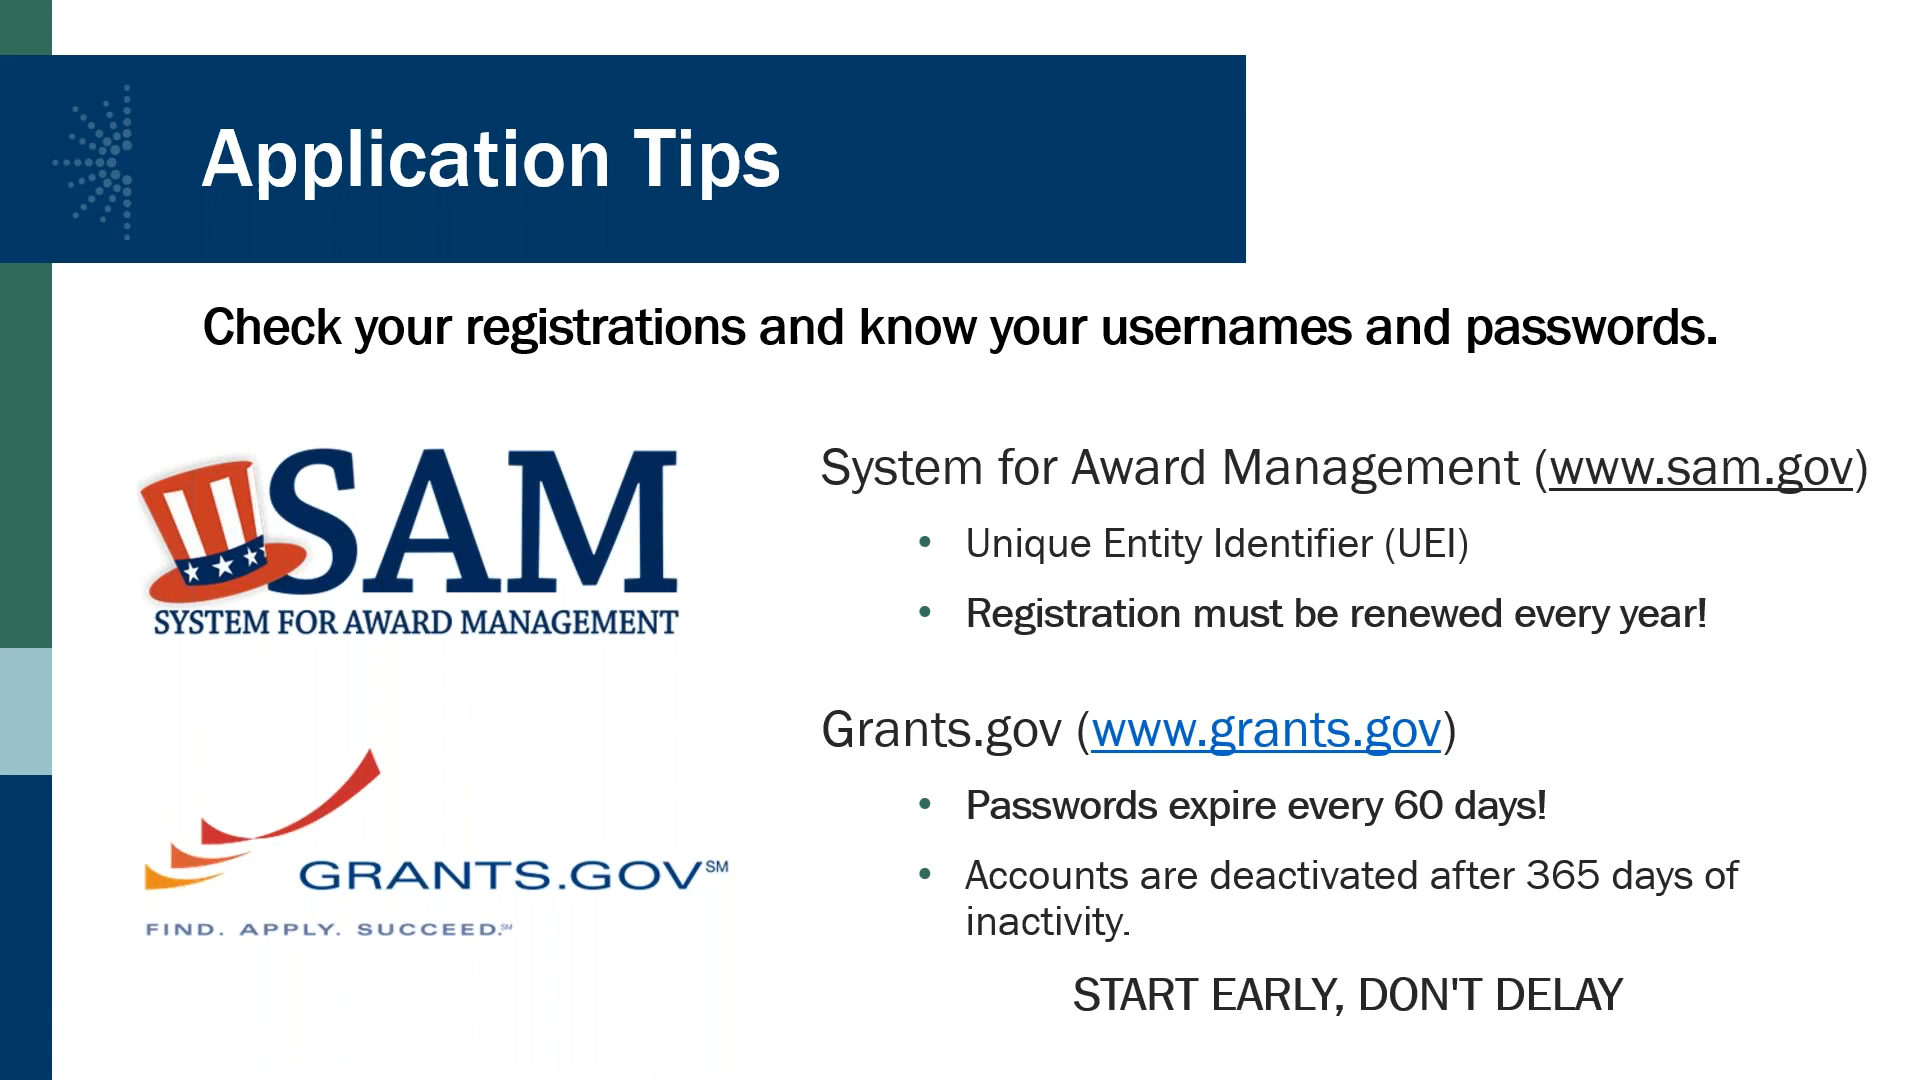 Application Tips
Check your registrations and know your usernames and passwords.
SAM
SYSTEM FOR AWARD MANAGEMENT
System for Award Management (www.sam.gov)
• Unique Entity Identifier (UEI)
• Registration must be renewed every year!
GRANTS.GOV℠
FIND. APPLY. SUCCEED.℠
Grants.gov (www.grants.gov)
• Passwords expire every 60 days!
• Accounts are deactivated after 365 days of
inactivity.
START EARLY, DON'T DELAY